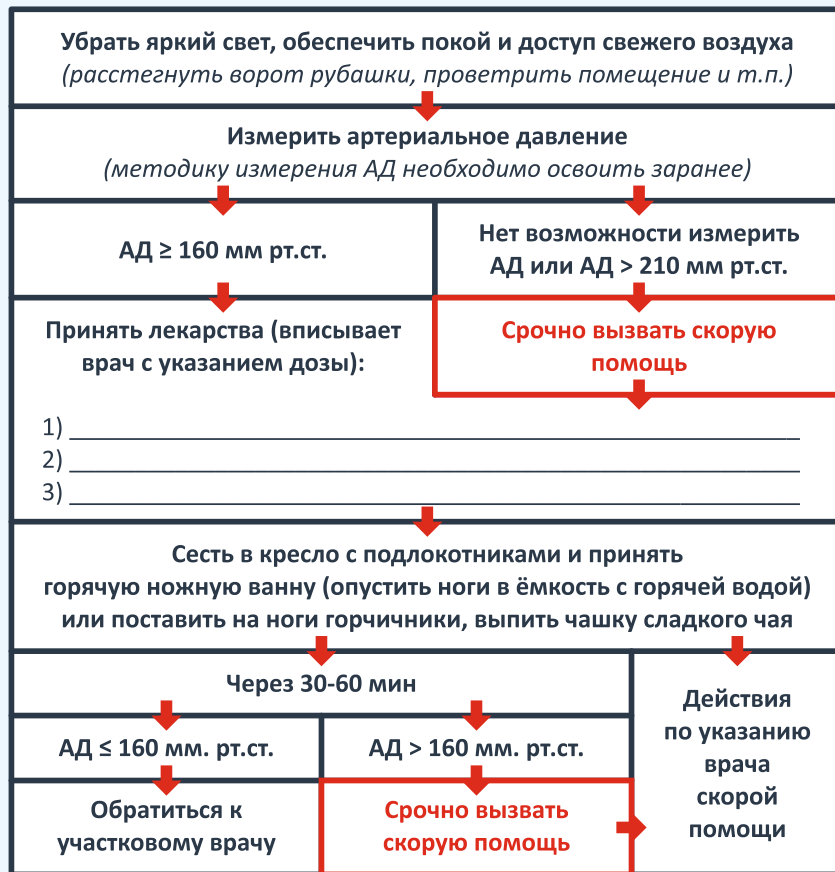 Убрать яркий свет, обеспечить покой и доступ свежего воздуха
(расстегнуть ворот рубашки, проветрить помещение и т.п.)
Измерить артериальное давление
(методику измерения АД необходимо освоить заранее)
АД ≥ 160 мм рт.ст.
Нет возможности измерить
АД или АД > 210 мм рт.ст.
Принять лекарства (вписывает
врач с указанием дозы):
Срочно вызвать скорую
помощь
1)
2)
3)
Сесть в кресло с подлокотниками и принять
горячую ножную ванну (опустить ноги в ёмкость с горячей водой)
или поставить на ноги горчичники, выпить чашку сладкого чая
Через 30-60 мин
АД ≤ 160 мм. рт.ст.
АД > 160 мм. рт.ст.
Обратиться к
участковому врачу
Срочно вызвать
скорую помощь
Действия
по указанию
врача
скорой
помощи